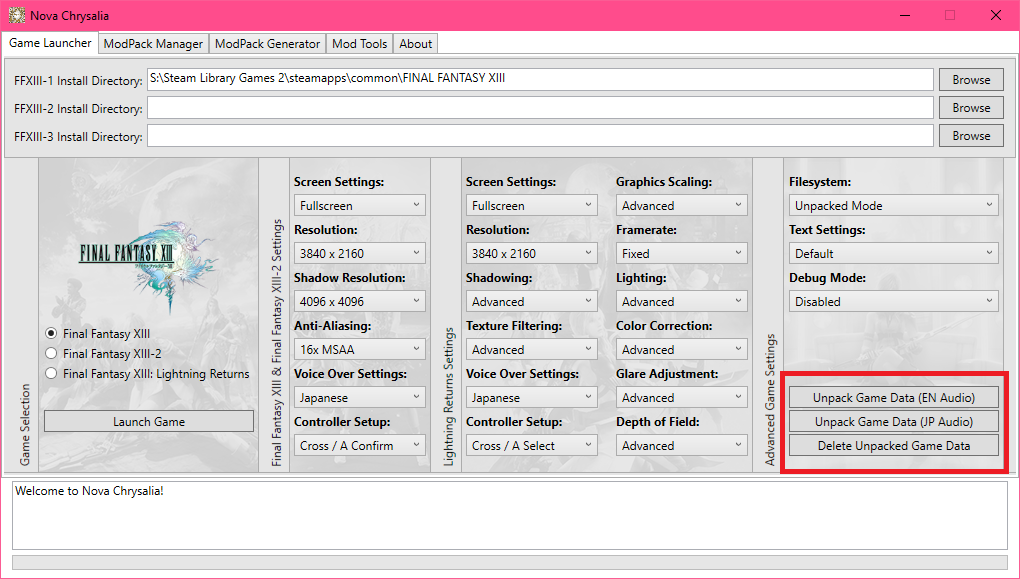 Nova Chrysalia
Game Launcher
ModPack Manager
ModPack Generator
Mod Tools
About
FFXIII-1 Install Directory:
S:\Steam Library Games 2\steamapps\common\FINAL FANTASY XIII
Browse
FFXIII-2 Install Directory:
Browse
FFXIII-3 Install Directory:
Browse
Game Selection
FINAL FANTASY XIII
Final Fantasy XIII
Final Fantasy XIII-2
Final Fantasy XIII: Lightning Returns
Launch Game
Final Fantasy XIII & Final Fantasy XIII-2 Settings
Screen Settings:
Fullscreen
Resolution:
3840 x 2160
Shadow Resolution:
4096 x 4096
Anti-Aliasing:
16x MSAA
Voice Over Settings:
Japanese
Controller Setup:
Cross / A Confirm
Lightning Returns Settings
Screen Settings:
Fullscreen
Resolution:
3840 x 2160
Shadowing:
Advanced
Texture Filtering:
Advanced
Voice Over Settings:
Japanese
Controller Setup:
Cross / A Select
Graphics Scaling:
Advanced
Framerate:
Fixed
Lighting:
Advanced
Color Correction:
Advanced
Glare Adjustment:
Advanced
Depth of Field:
Advanced
Advanced Game Settings
Filesystem:
Unpacked Mode
Text Settings:
Default
Debug Mode:
Disabled
Unpack Game Data (EN Audio)
Unpack Game Data (JP Audio)
Delete Unpacked Game Data
Welcome to Nova Chrysalia!